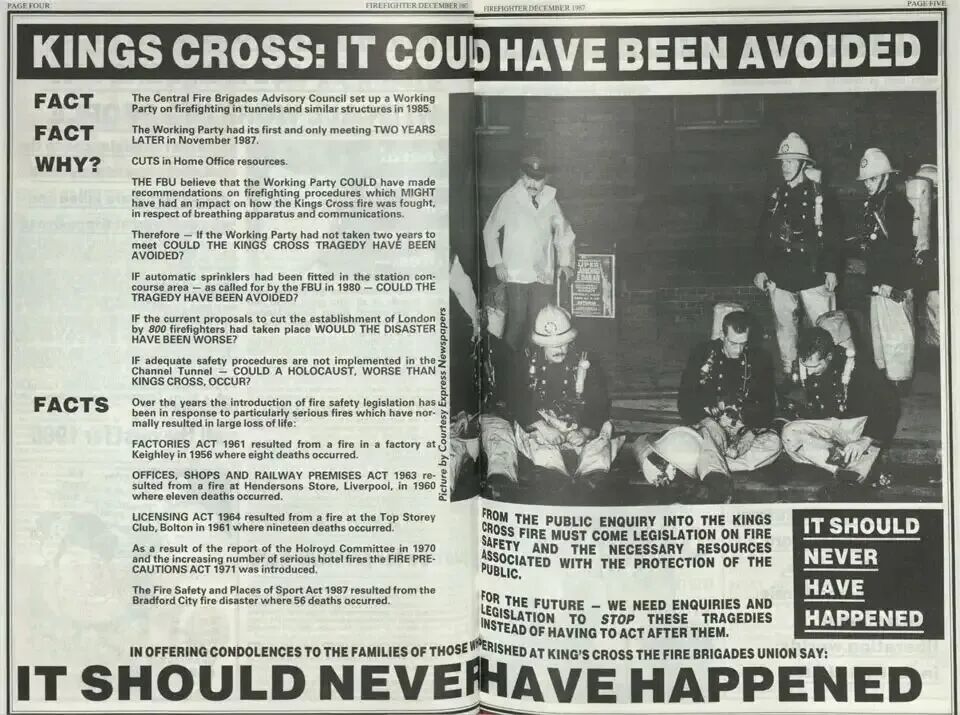 PAGE FOUR
FIREFIGHTER DECEMBER 198
FIREFIGHTER DECEMBER 1987
PAGE FIVE
KINGS CROSS: IT COULD HAVE BEEN AVOIDED
FACT
The Central Fire Brigades Advisory Council set up a Working
Party on firefighting in tunnels and similar structures in 1985.
FACT
The Working Party had its first and only meeting TWO YEARS
LATER in November 1987.
WHY?
CUTS in Home Office resources.
THE FBU believe that the Working Party COULD have made
recommendations on firefighting procedures which MIGHT
have had an impact on how the Kings Cross fire was fought,
in respect of breathing apparatus and communications.
Therefore — If the Working Party had not taken two years to
meet COULD THE KINGS CROSS TRAGEDY HAVE BEEN
AVOIDED?
IF automatic sprinklers had been fitted in the station con-
course area — as called for by the FBU in 1980 — COULD THE
TRAGEDY HAVE BEEN AVOIDED?
IF the current proposals to cut the establishment of London
by 800 firefighters had taken place WOULD THE DISASTER
HAVE BEEN WORSE?
IF adequate safety procedures are not implemented in the
Channel Tunnel — COULD A HOLOCAUST, WORSE THAN
KINGS CROSS, OCCUR?
FACTS
Over the years the introduction of fire safety legislation has
been in response to particularly serious fires which have nor-
mally resulted in large loss of life:
FACTORIES ACT 1961 resulted from a fire in a factory at
Keighley in 1956 where eight deaths occurred.
OFFICES, SHOPS AND RAILWAY PREMISES ACT 1963 re-
sulted from a fire at Hendersons Store, Liverpool, in 1960
where eleven deaths occurred.
LICENSING ACT 1964 resulted from a fire at the Top Storey
Club, Bolton in 1961 where nineteen deaths occurred.
As a result of the report of the Holroyd Committee in 1970
and the increasing number of serious hotel fires the FIRE PRE-
CAUTIONS ACT 1971 was introduced.
The Fire Safety and Places of Sport Act 1987 resulted from the
Bradford City fire disaster where 56 deaths occurred.
Picture by Courtesy Express Newspapers
FROM THE PUBLIC ENQUIRY INTO THE KINGS
CROSS FIRE MUST COME LEGISLATION ON FIRE
SAFETY AND THE NECESSARY RESOURCES
ASSOCIATED WITH THE PROTECTION OF THE
PUBLIC.
FOR THE FUTURE — WE NEED ENQUIRIES AND
LEGISLATION TO STOP THESE TRAGEDIES
INSTEAD OF HAVING TO ACT AFTER THEM.
IT SHOULD
NEVER
HAVE
HAPPENED
IN OFFERING CONDOLENCES TO THE FAMILIES OF THOSE W PERISHED AT KING'S CROSS THE FIRE BRIGADES UNION SAY:
IT SHOULD NEVER HAVE HAPPENED